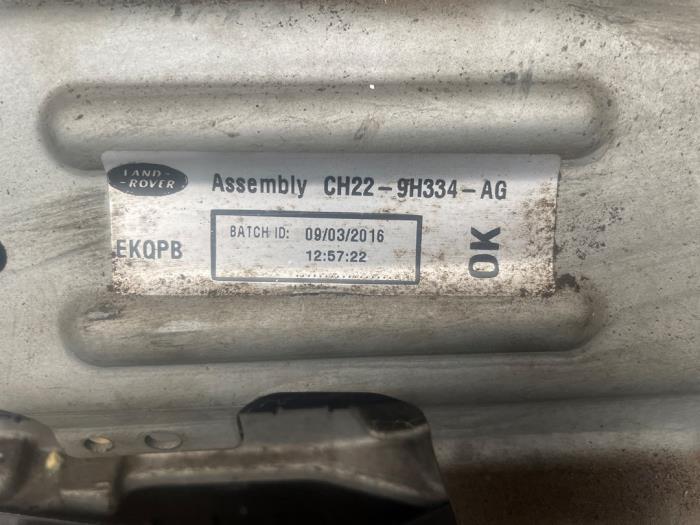 LAND-
-ROVER
Assembly CH22-9H334-AG
EKQPB
BATCH ID: 09/03/2016
12:57:22
OK